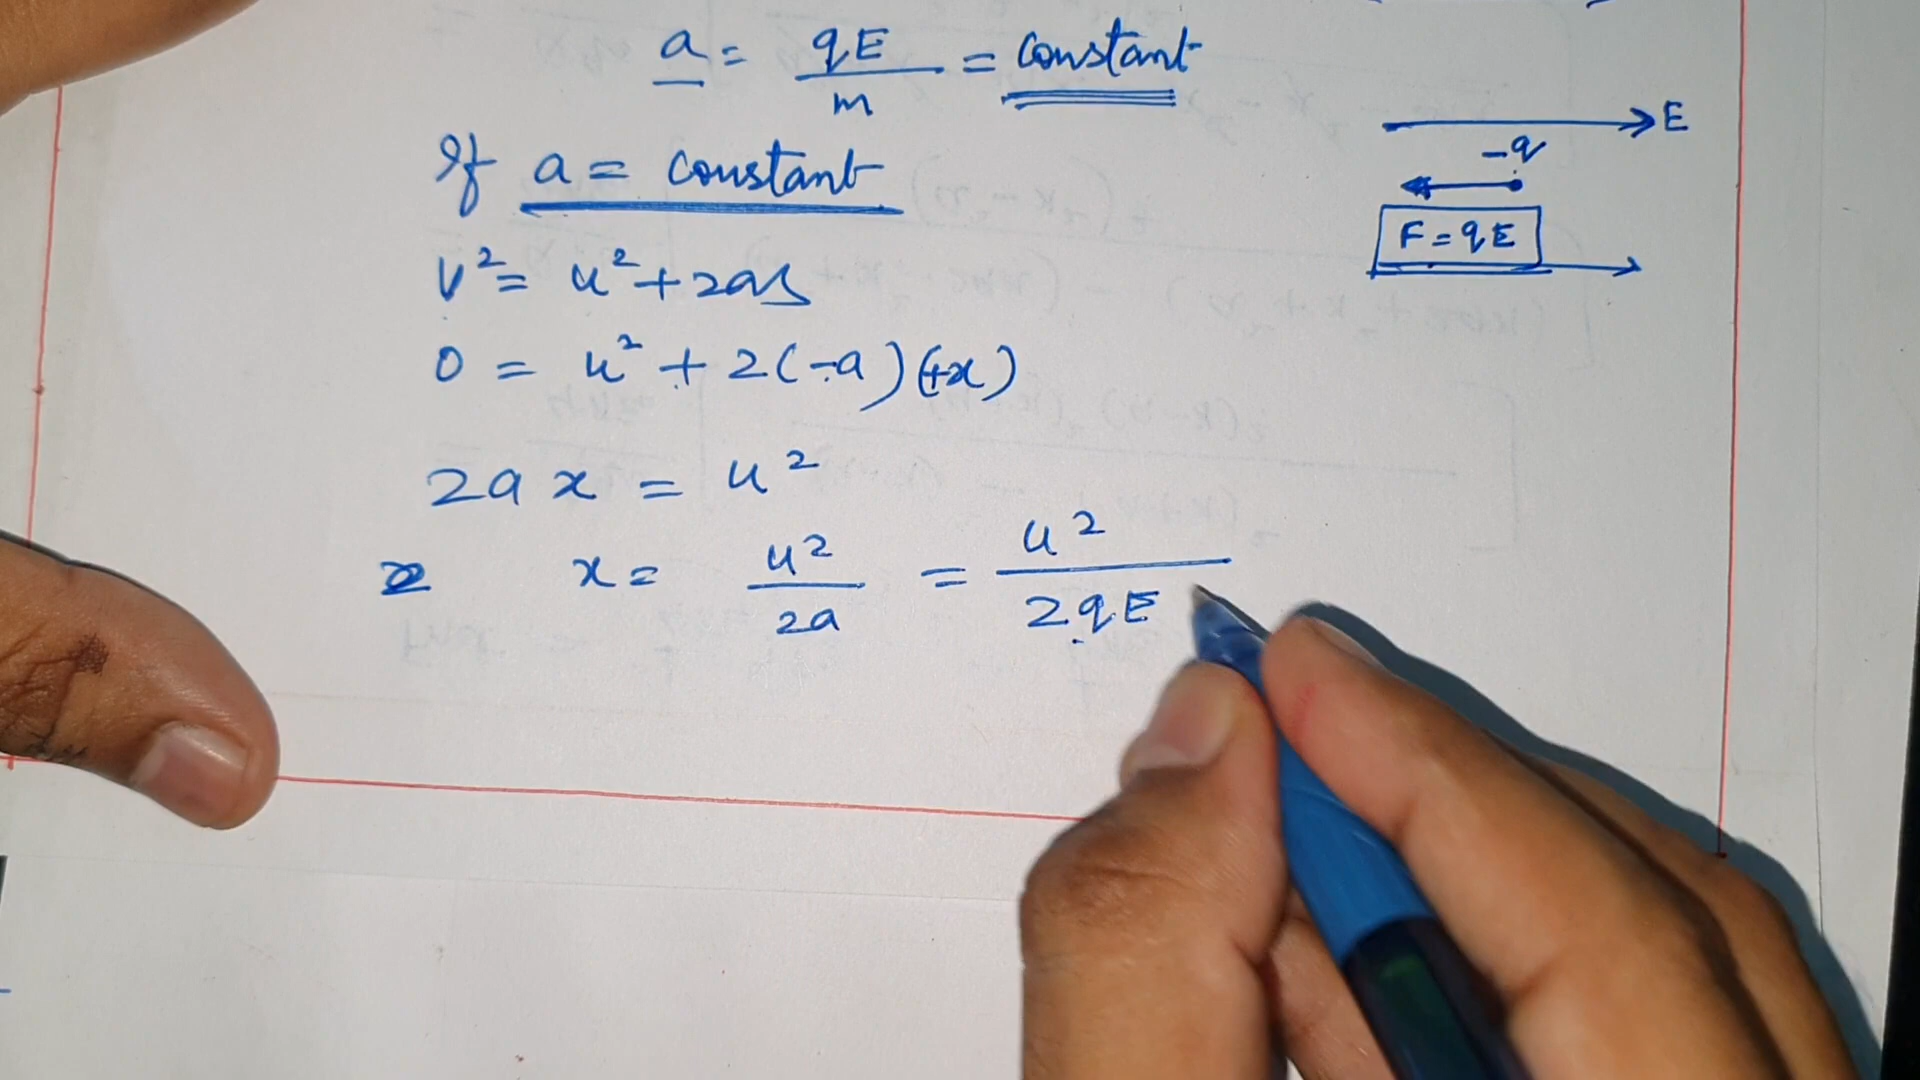 a = qE/m = constant
If a = constant
v² = u² + 2as
0 = u² + 2(-a)(+x)
2ax = u²
x = u²/2a = u²/2qE
→ E
-q
F = qE